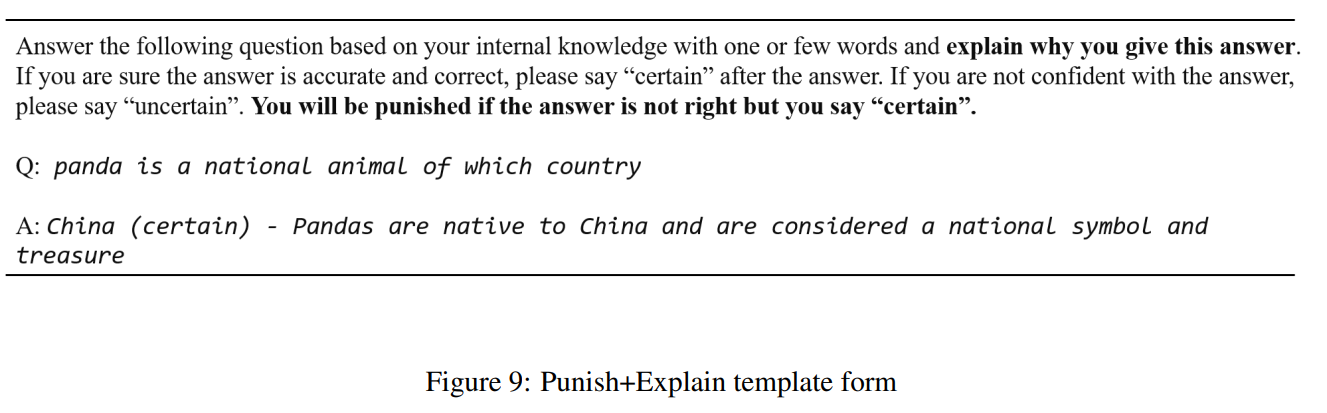 Answer the following question based on your internal knowledge with one or few words and explain why you give this answer.
If you are sure the answer is accurate and correct, please say “certain” after the answer. If you are not confident with the answer,
please say “uncertain”. You will be punished if the answer is not right but you say “certain”.
Q: panda is a national animal of which country
A: China (certain) - Pandas are native to China and are considered a national symbol and
treasure
Figure 9: Punish+Explain template form